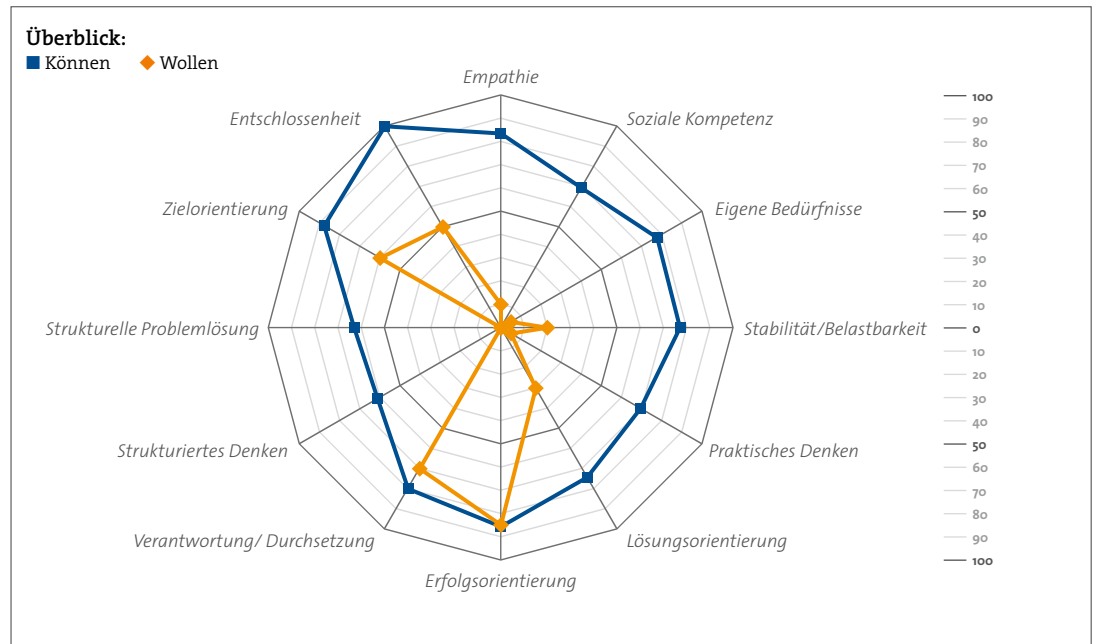 Überblick:
Können Wollen
Empathie
Entschlossenheit
Soziale Kompetenz
Zielorientierung
Eigene Bedürfnisse
Strukturelle Problemlösung
Stabilität/Belastbarkeit
Strukturiertes Denken
Praktisches Denken
Verantwortung/ Durchsetzung
Lösungsorientierung
Erfolgsorientierung
100
90
80
70
60
50
40
30
20
10
0
10
20
30
40
50
60
70
80
90
100